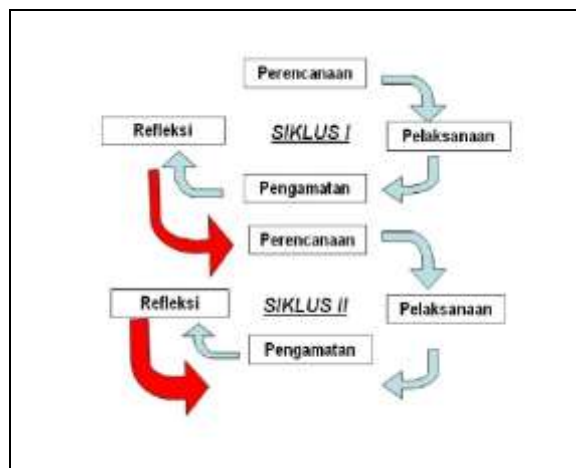 Perencanaan
Refleksi
SIKLUS I
Pelaksanaan
Pengamatan
Perencanaan
Refleksi
SIKLUS II
Pelaksanaan
Pengamatan